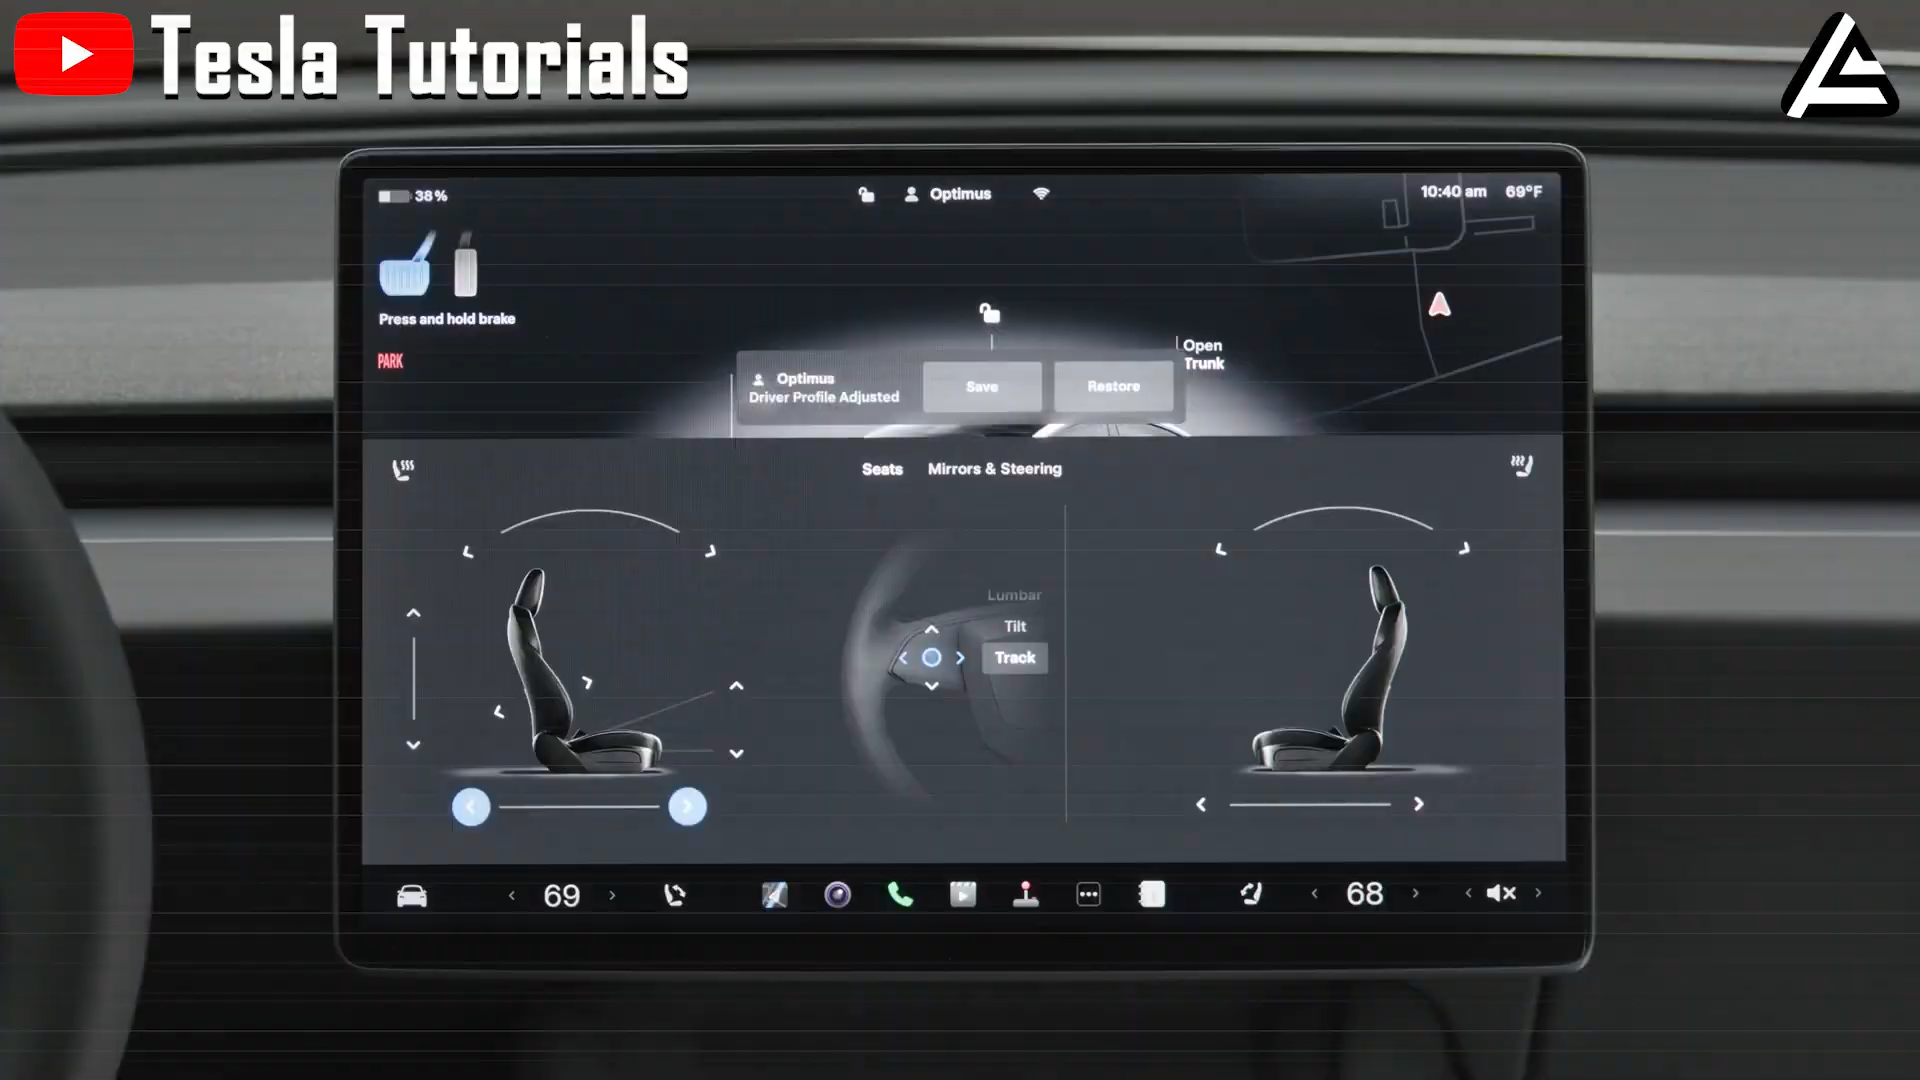 Tesla Tutorials
38%
Optimus
10:40 am 69°F
Press and hold brake
PARK
Open
Trunk
Optimus
Driver Profile Adjusted
Save
Restore
Seats Mirrors & Steering
Lumbar
Tilt
Track
69
68